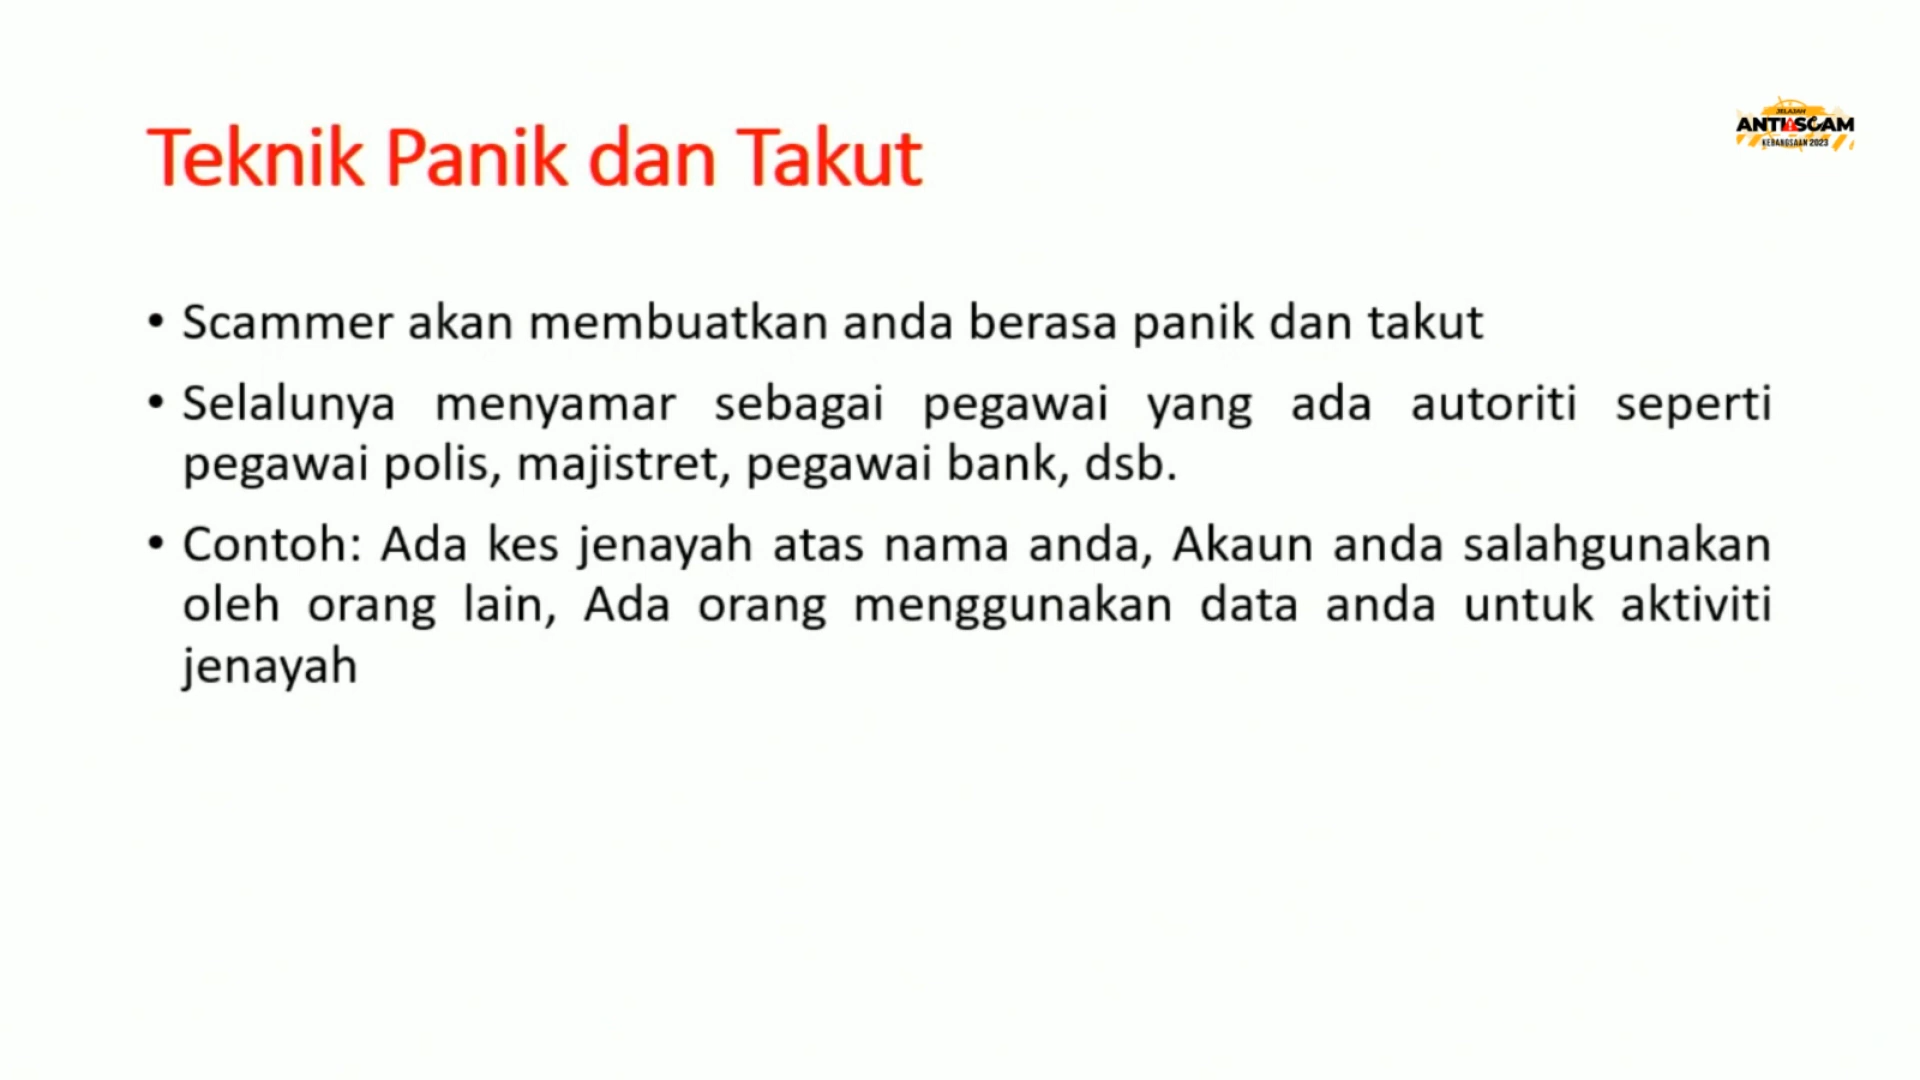 Teknik Panik dan Takut
JELAJAH
ANTI SCAM
KEBANGSAAN 2023
• Scammer akan membuatkan anda berasa panik dan takut
• Selalunya menyamar sebagai pegawai yang ada autoriti seperti
pegawai polis, majistret, pegawai bank, dsb.
• Contoh: Ada kes jenayah atas nama anda, Akaun anda salahgunakan
oleh orang lain, Ada orang menggunakan data anda untuk aktiviti
jenayah